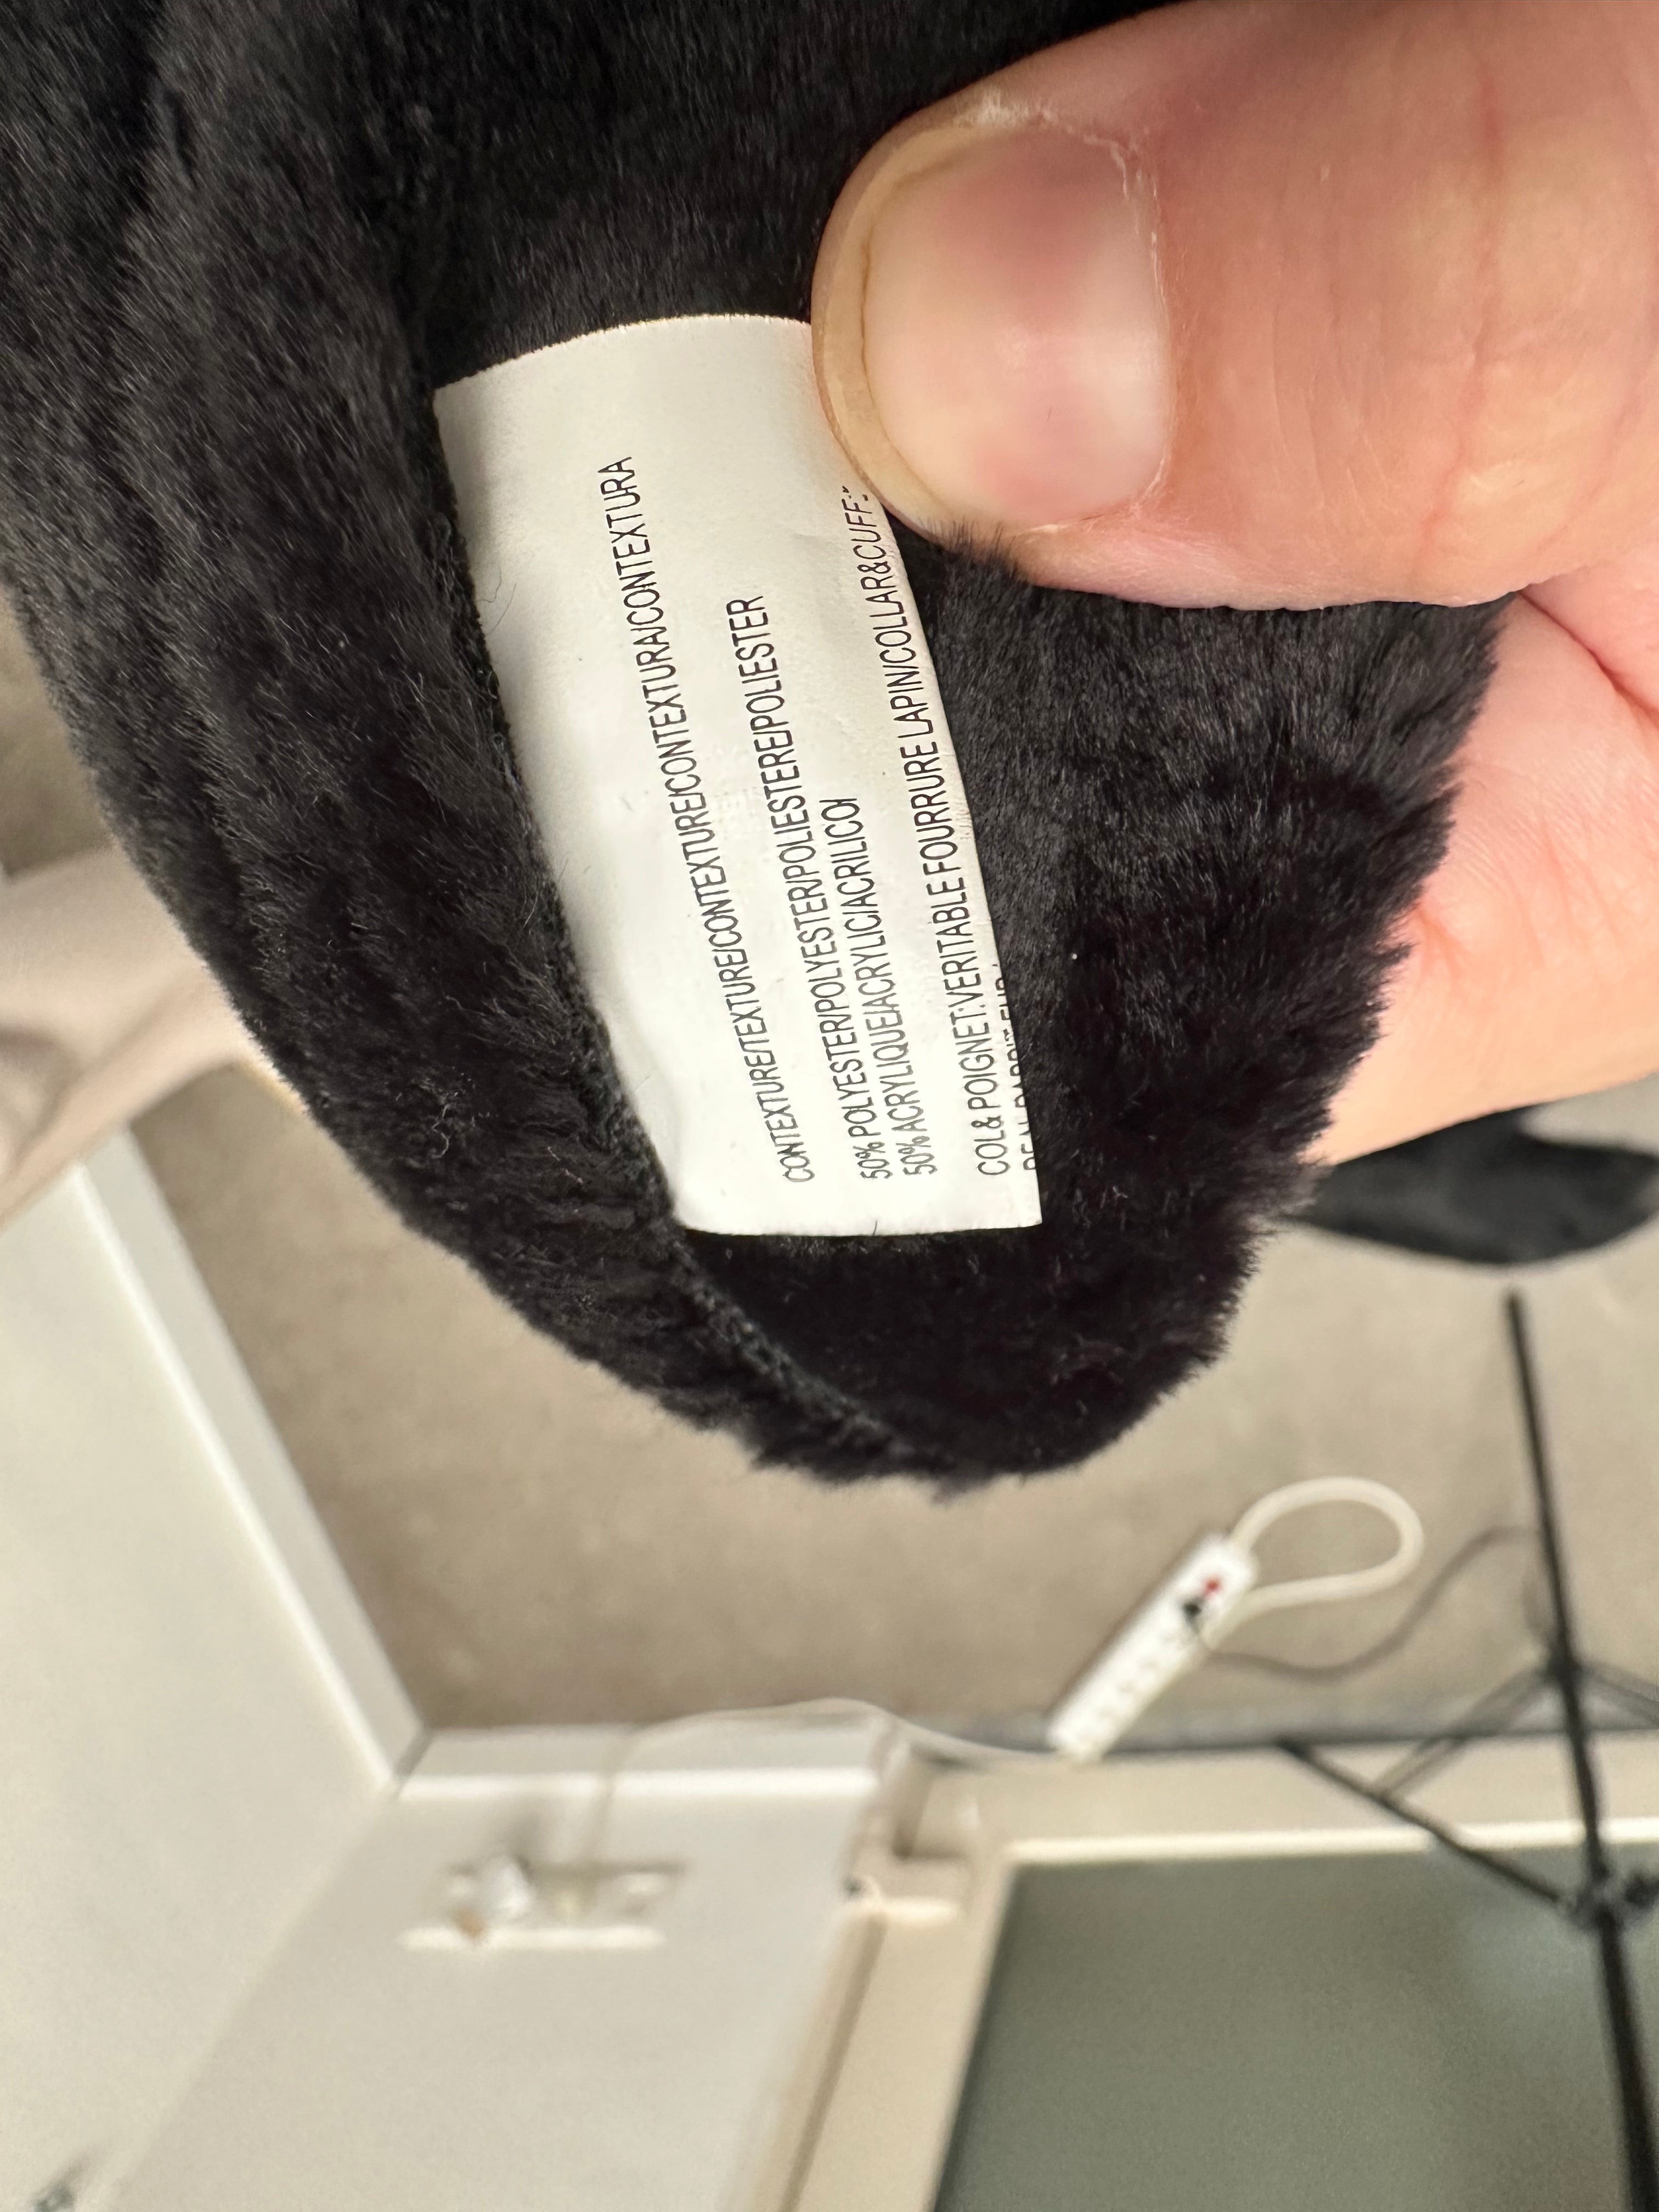 CONTEXTURE/TEXTURE/CONTEXTURE/CONTEXTURA/CONTEXTURA
50% POLYESTER/POLYESTER/POLIESTERE/POLIESTER
50% ACRYLIQUE/ACRYLIC/ACRILICO/
COL& POIGNET:VERITABLE FOURRURE LAPIN/COLLAR&CUFF: